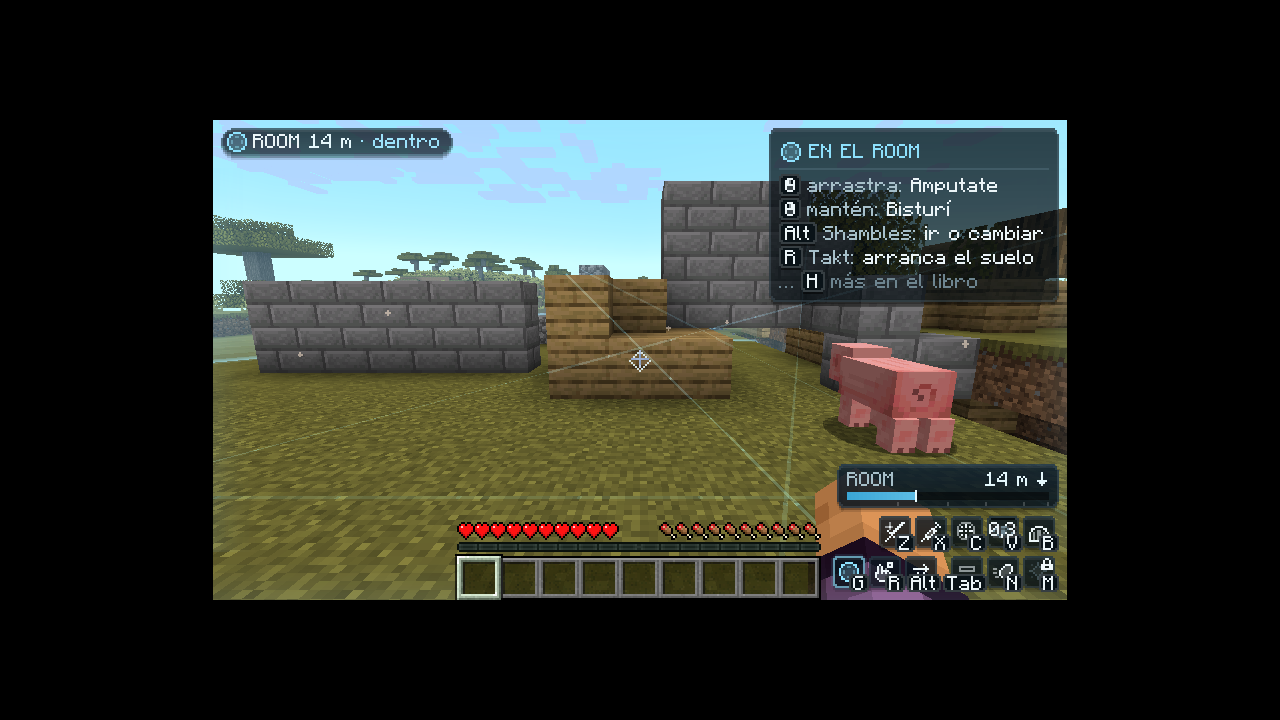 ROOM 14 m · dentro
EN EL ROOM
arrastra: Amputate
mantén: Bisturí
Alt Shambles: ir o cambiar
R Takt: arranca el suelo
... H más en el libro
ROOM 14 m ↓
Z X C V B
G R Alt Tab N M